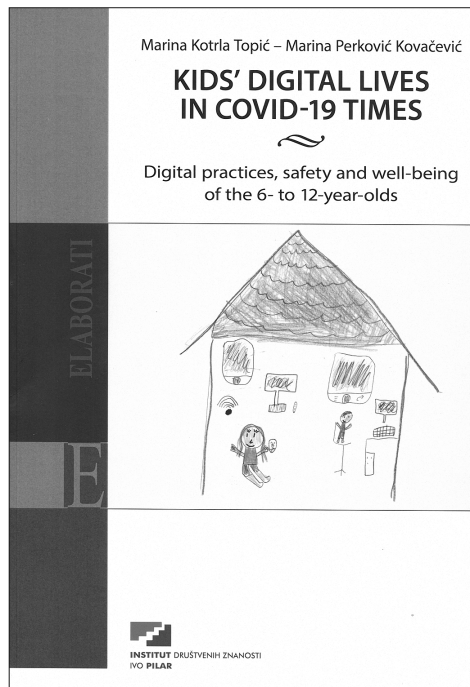 Marina Kotrla Topić – Marina Perković Kovačević
KIDS' DIGITAL LIVES
IN COVID-19 TIMES
Digital practices, safety and well-being
of the 6- to 12-year-olds
ELABORATI
E
INSTITUT DRUŠTVENIH ZNANOSTI
IVO PILAR